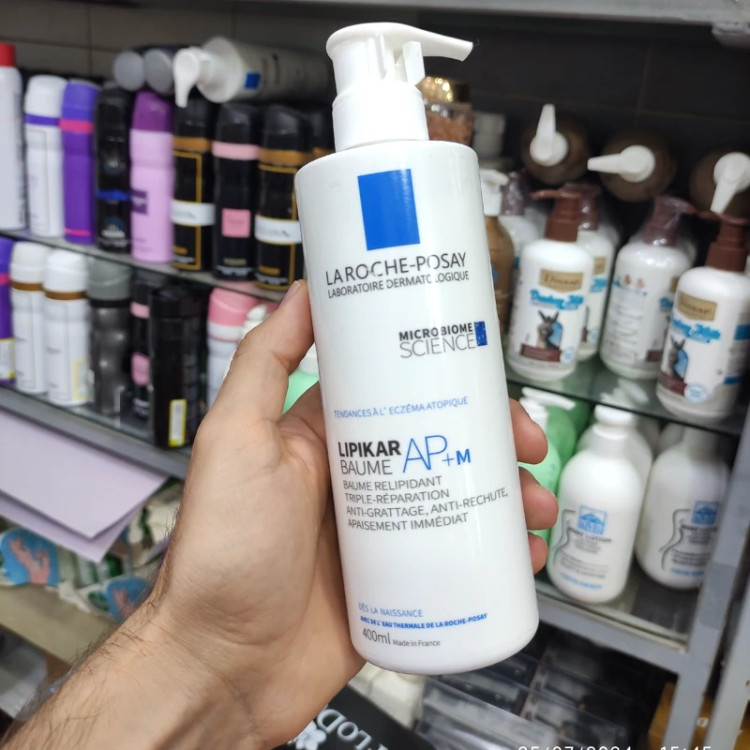 LA ROCHE-POSAY
LABORATOIRE DERMATOLOGIQUE
MICROBIOME
SCIENCE
TENDANCES À L'ECZÉMA ATOPIQUE
LIPIKAR
BAUME AP+M
BAUME RELIPIDANT
TRIPLE-RÉPARATION
ANTI-GRATTAGE, ANTI-RECHUTE,
APAISEMENT IMMÉDIAT
DÈS LA NAISSANCE
AVEC DE L'EAU THERMALE DE LA ROCHE-POSAY
400ml Made in France